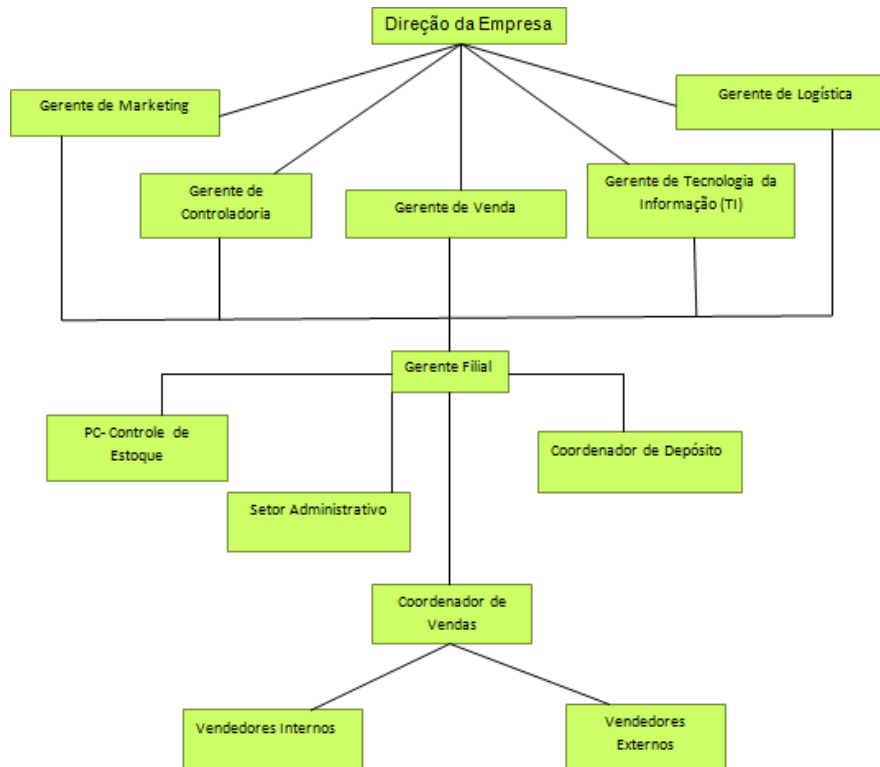 Direção da Empresa
Gerente de Marketing
Gerente de Logística
Gerente de
Controladoria
Gerente de Venda
Gerente de Tecnologia da
Informação (TI)
Gerente Filial
PC- Controle de
Estoque
Setor Administrativo
Coordenador de Depósito
Coordenador de
Vendas
Vendedores Internos
Vendedores
Externos